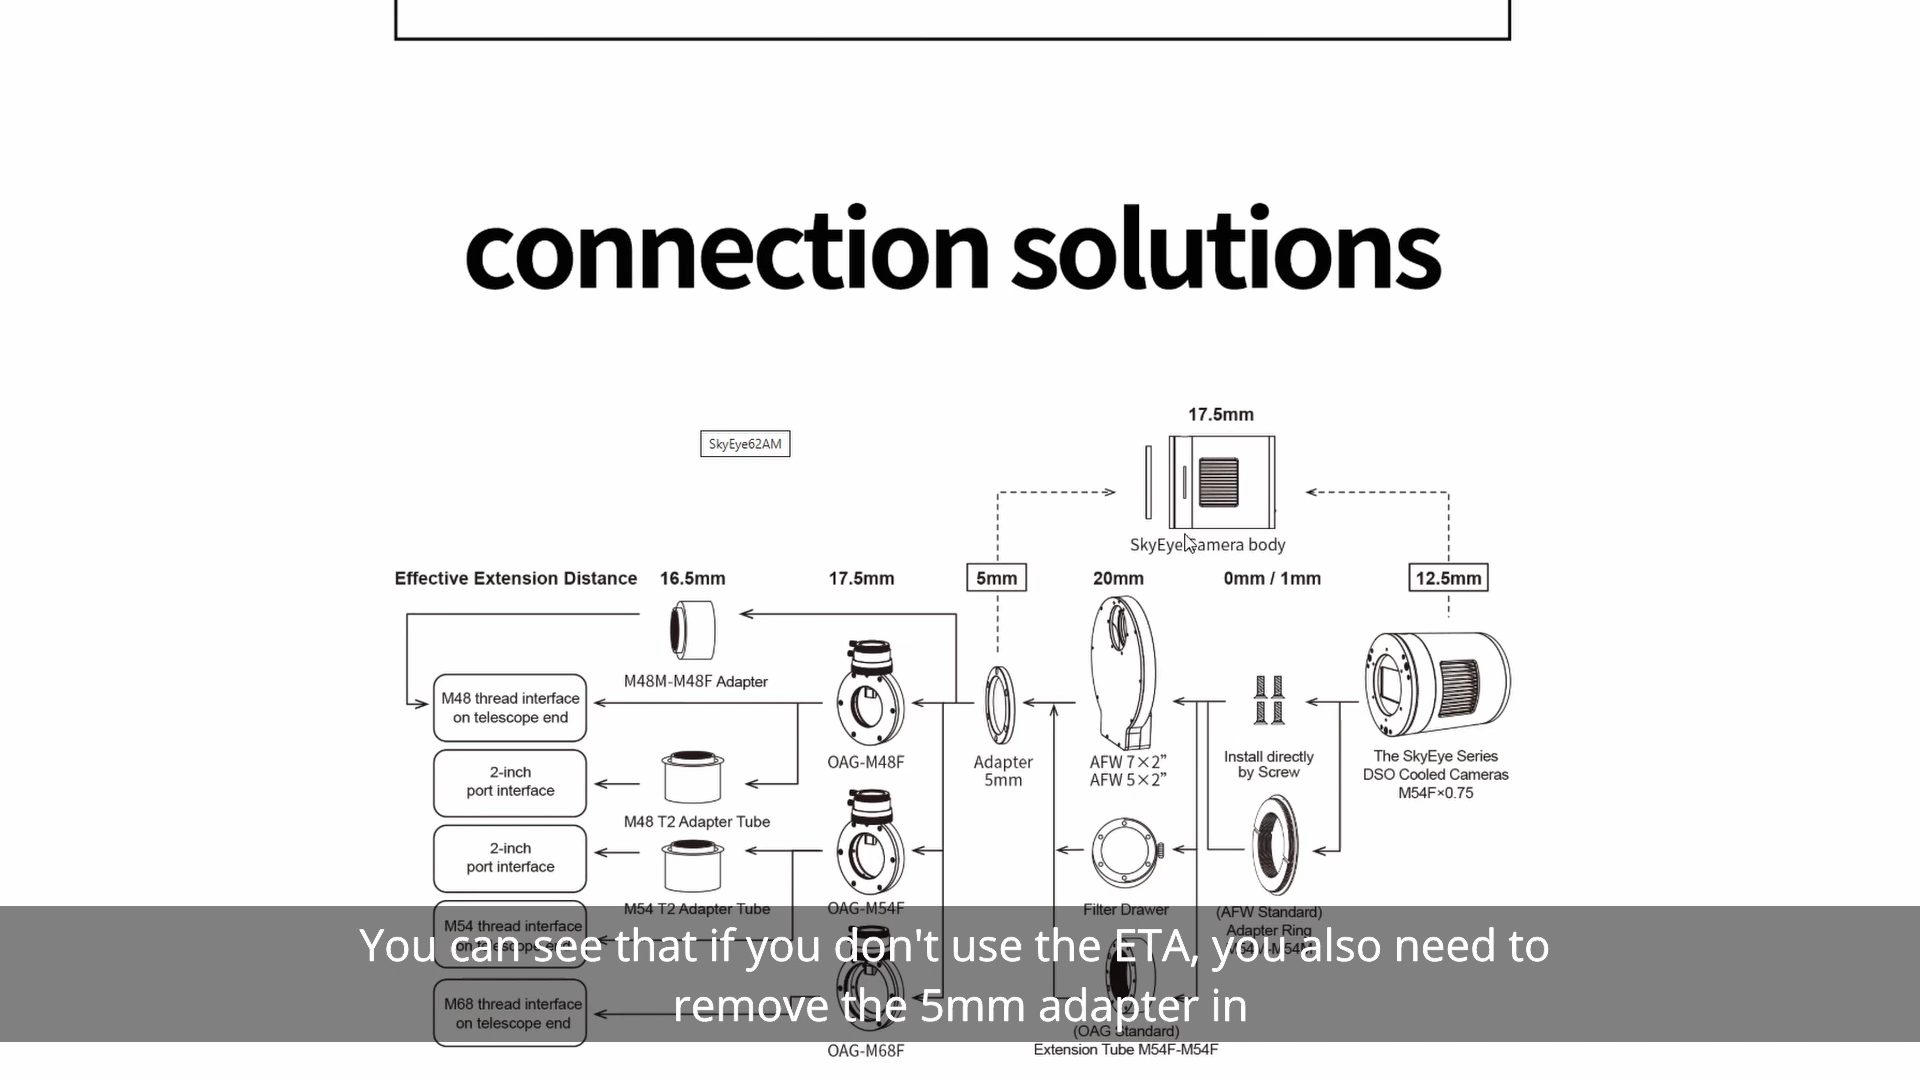 connection solutions
17.5mm
SkyEye62AM
SkyEye Camera body
Effective Extension Distance 16.5mm 17.5mm 5mm 20mm 0mm / 1mm 12.5mm
M48M-M48F Adapter
M48 thread interface
on telescope end
OAG-M48F
Adapter
5mm
AFW 7×2”
AFW 5×2”
Install directly
by Screw
The SkyEye Series
DSO Cooled Cameras
M54F×0.75
2-inch
port interface
M48 T2 Adapter Tube
2-inch
port interface
M54 T2 Adapter Tube
OAG-M54F
Filter Drawer
(AFW Standard)
Adapter Ring
M54 thread interface
on telescope end
M68 thread interface
on telescope end
OAG-M68F
(OAG Standard)
Extension Tube M54F-M54F
You can see that if you don't use the ETA, you also need to
remove the 5mm adapter in